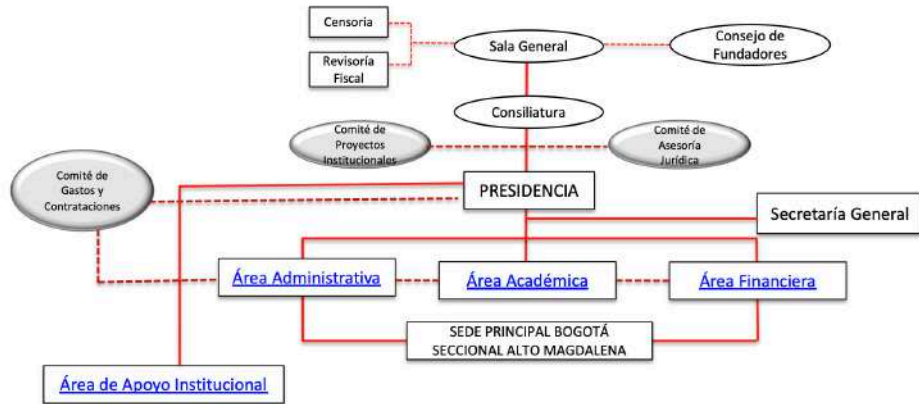 Censoria
Revisoría
Fiscal
Sala General
Consejo de
Fundadores
Consiliatura
Comité de
Proyectos
Institucionales
Comité de
Asesoría
Jurídica
Comité de
Gastos y
Contrataciones
PRESIDENCIA
Secretaría General
Área Administrativa
Área Académica
Área Financiera
SEDE PRINCIPAL BOGOTÁ
SECCIONAL ALTO MAGDALENA
Área de Apoyo Institucional